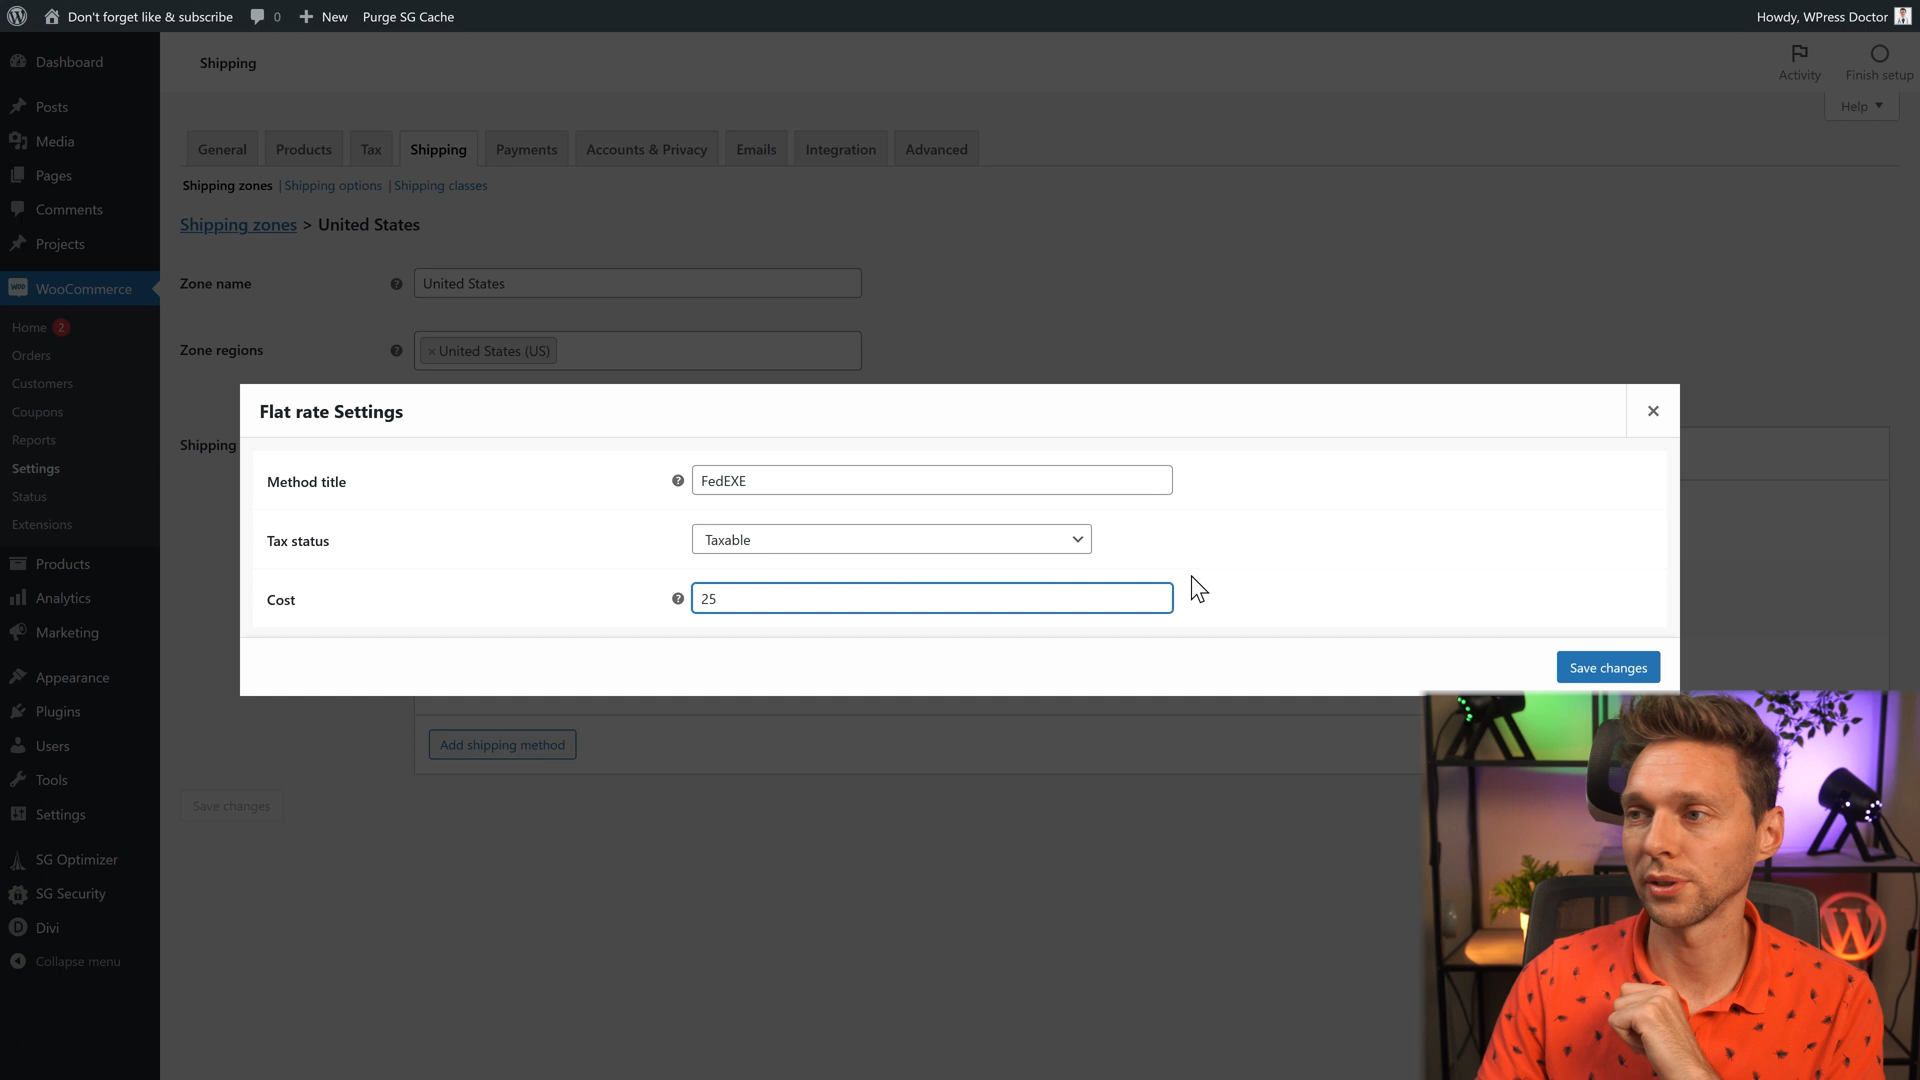 Don't forget like & subscribe 0 New Purge SG Cache Howdy, WPress Doctor
Shipping
Activity Finish setup
Help
General Products Tax Shipping Payments Accounts & Privacy Emails Integration Advanced
Shipping zones | Shipping options | Shipping classes
Shipping zones > United States
Zone name United States
Zone regions × United States (US)
Shipping
Flat rate Settings
Method title FedEXE
Tax status Taxable
Cost 25
Save changes
Add shipping method
Save changes
Dashboard
Posts
Media
Pages
Comments
Projects
WooCommerce
Home 2
Orders
Customers
Coupons
Reports
Settings
Status
Extensions
Products
Analytics
Marketing
Appearance
Plugins
Users
Tools
Settings
SG Optimizer
SG Security
Divi
Collapse menu